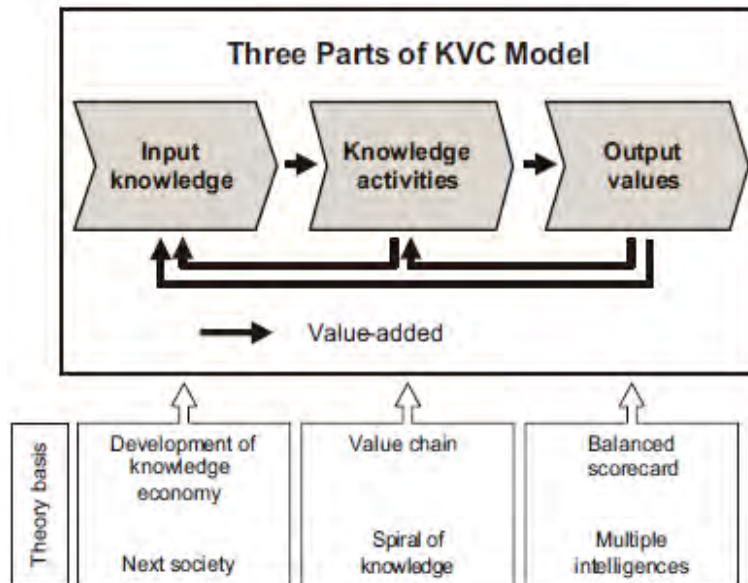 Three Parts of KVC Model
Input
knowledge
Knowledge
activities
Output
values
Value-added
Theory basis
Development of
knowledge
economy
Next society
Value chain
Spiral of
knowledge
Balanced
scorecard
Multiple
intelligences